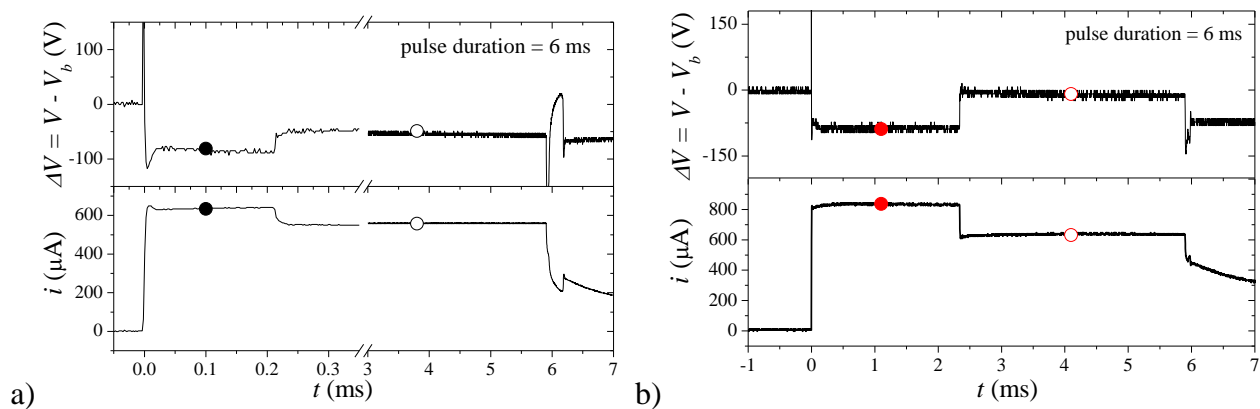 pulse duration = 6 ms
ΔV = V - V_b (V)
0
-100
i (μA)
600
400
200
0
0.0 0.1 0.2 0.3 3 4 5 6 7
t (ms)
a)
pulse duration = 6 ms
ΔV = V - V_b (V)
150
0
-150
i (μA)
800
600
400
200
0
-1 0 1 2 3 4 5 6 7
t (ms)
b)